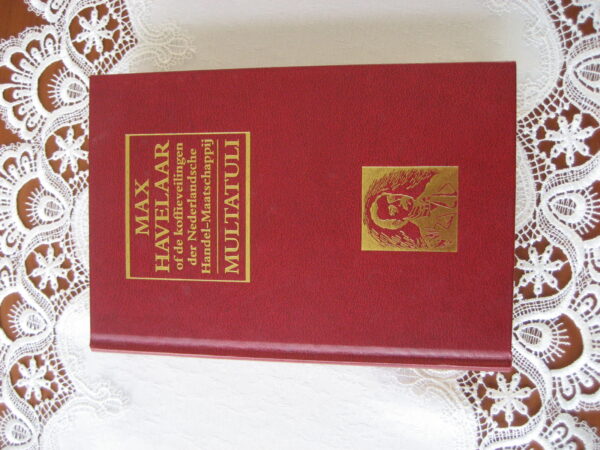 MAX
HAVELAAR
of de koffieveilingen
der Nederlandsche
Handel-Maatschappij
MULTATULI